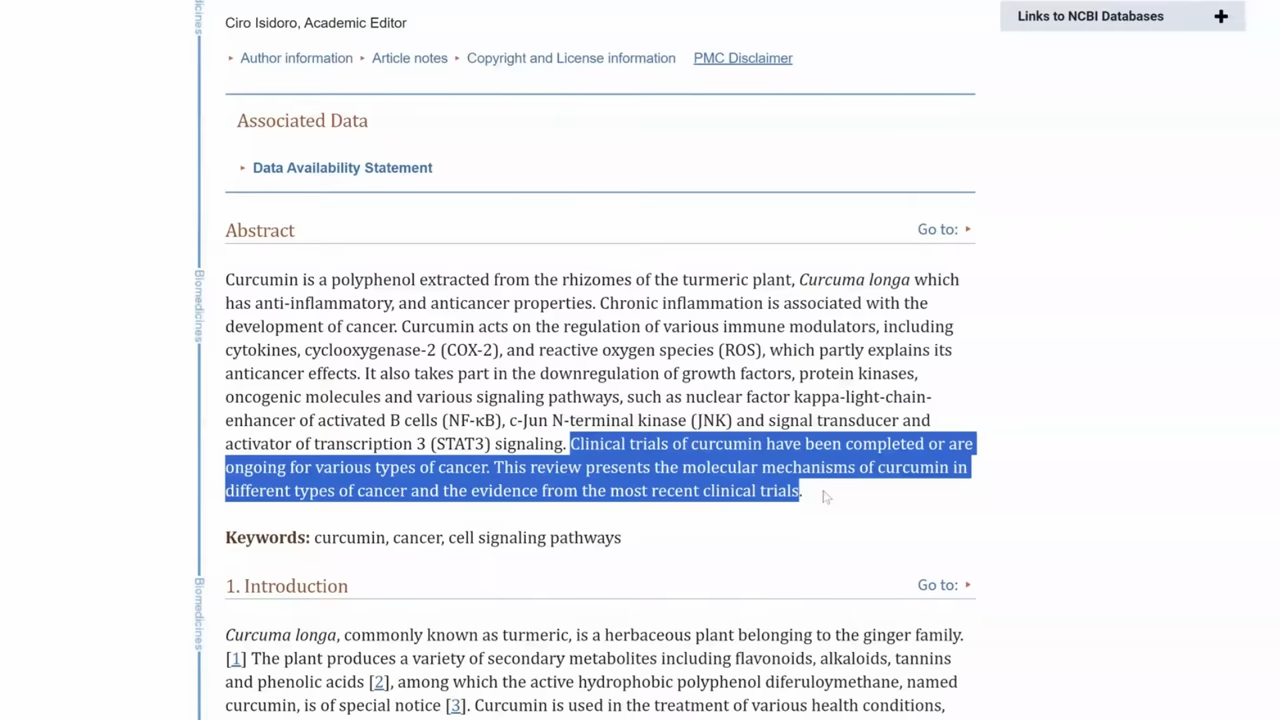 Ciro Isidoro, Academic Editor
Links to NCBI Databases
▸ Author information ▸ Article notes ▸ Copyright and License information PMC Disclaimer
Associated Data
▸ Data Availability Statement
Abstract
Go to: ▸
Curcumin is a polyphenol extracted from the rhizomes of the turmeric plant, Curcuma longa which
has anti-inflammatory, and anticancer properties. Chronic inflammation is associated with the
development of cancer. Curcumin acts on the regulation of various immune modulators, including
cytokines, cyclooxygenase-2 (COX-2), and reactive oxygen species (ROS), which partly explains its
anticancer effects. It also takes part in the downregulation of growth factors, protein kinases,
oncogenic molecules and various signaling pathways, such as nuclear factor kappa-light-chain-
enhancer of activated B cells (NF-κB), c-Jun N-terminal kinase (JNK) and signal transducer and
activator of transcription 3 (STAT3) signaling. Clinical trials of curcumin have been completed or are
ongoing for various types of cancer. This review presents the molecular mechanisms of curcumin in
different types of cancer and the evidence from the most recent clinical trials.
Keywords: curcumin, cancer, cell signaling pathways
1. Introduction
Go to: ▸
Curcuma longa, commonly known as turmeric, is a herbaceous plant belonging to the ginger family.
[1] The plant produces a variety of secondary metabolites including flavonoids, alkaloids, tannins
and phenolic acids [2], among which the active hydrophobic polyphenol diferuloymethane, named
curcumin, is of special notice [3]. Curcumin is used in the treatment of various health conditions,
Biomedicines
Biomedicines